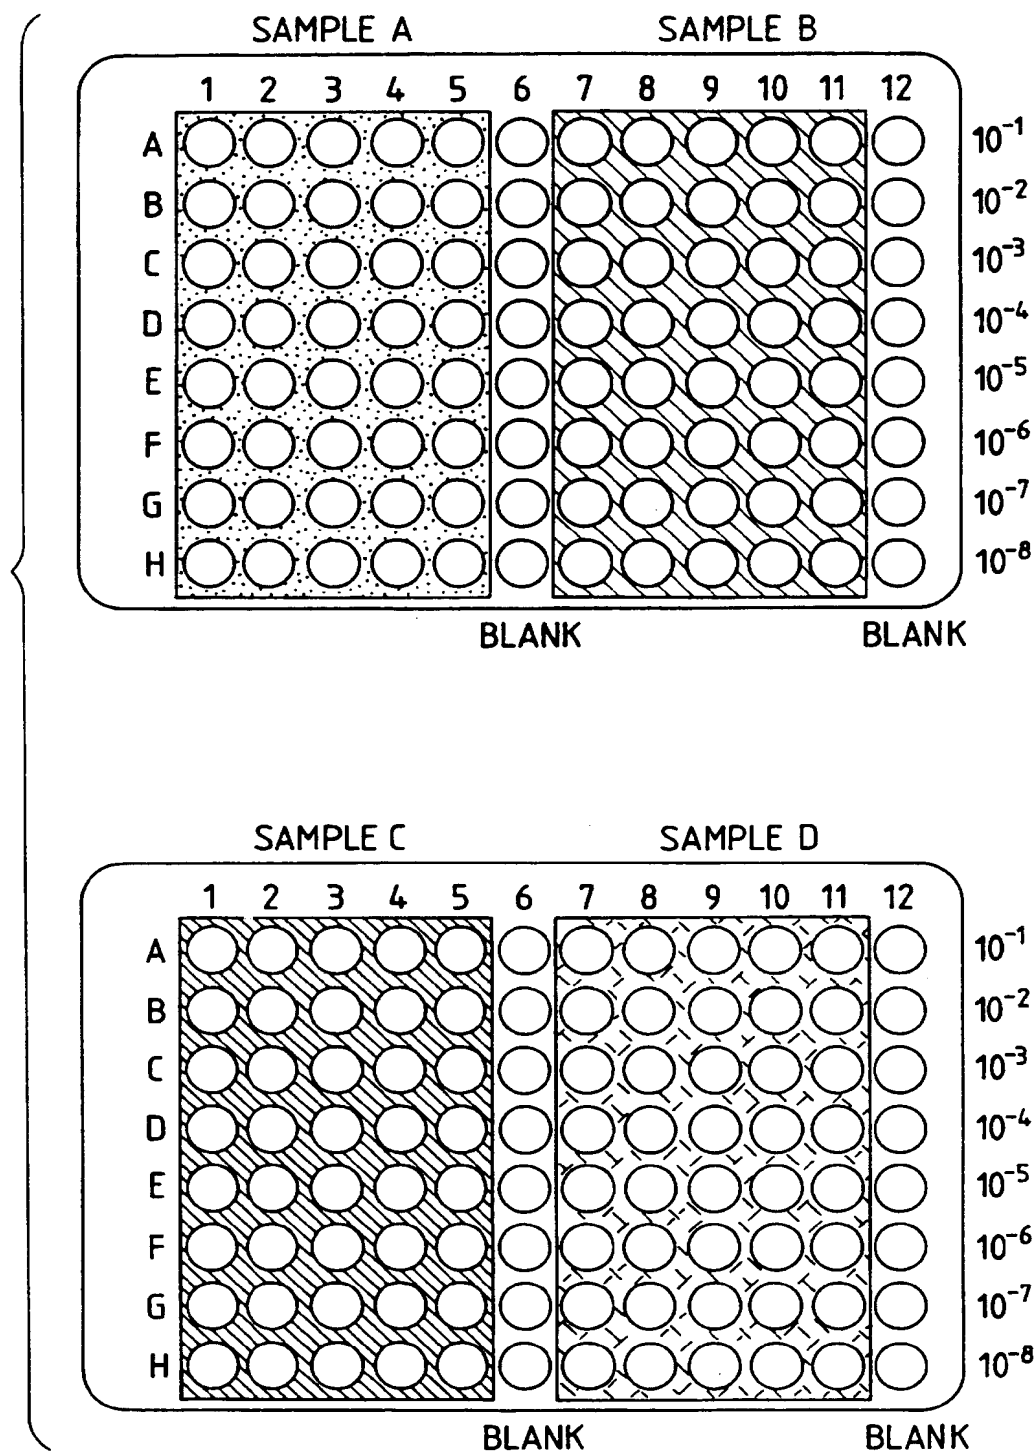 SAMPLE A SAMPLE B
1 2 3 4 5 6 7 8 9 10 11 12
A 10⁻¹
B 10⁻²
C 10⁻³
D 10⁻⁴
E 10⁻⁵
F 10⁻⁶
G 10⁻⁷
H 10⁻⁸
BLANK BLANK
SAMPLE C SAMPLE D
1 2 3 4 5 6 7 8 9 10 11 12
A 10⁻¹
B 10⁻²
C 10⁻³
D 10⁻⁴
E 10⁻⁵
F 10⁻⁶
G 10⁻⁷
H 10⁻⁸
BLANK BLANK